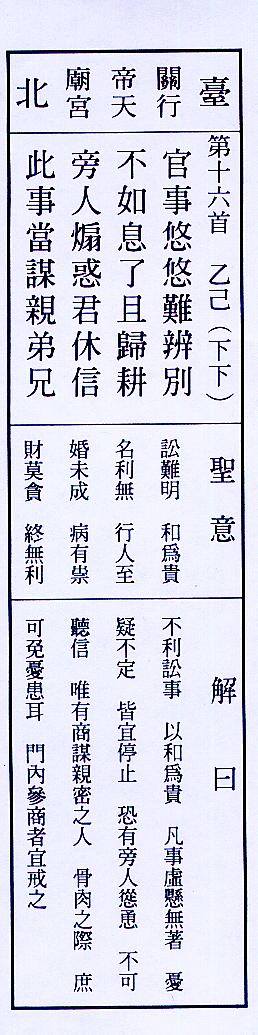 臺北
關行
帝天
廟宮
第十六首　乙己（下下）
官事悠悠難辨別
不如息了且歸耕
旁人煽惑君休信
此事當謀親弟兄
聖意
訟難明　和為貴
名利無　行人至
婚未成　病有祟
財莫貪　終無利
解曰
不利訟事　以和為貴　凡事虛懸無著　憂
疑不定　皆宜停止　恐有旁人慫恿　不可
聽信　唯有商謀親密之人　骨肉之際　庶
可免憂患耳　門內參商者宜戒之